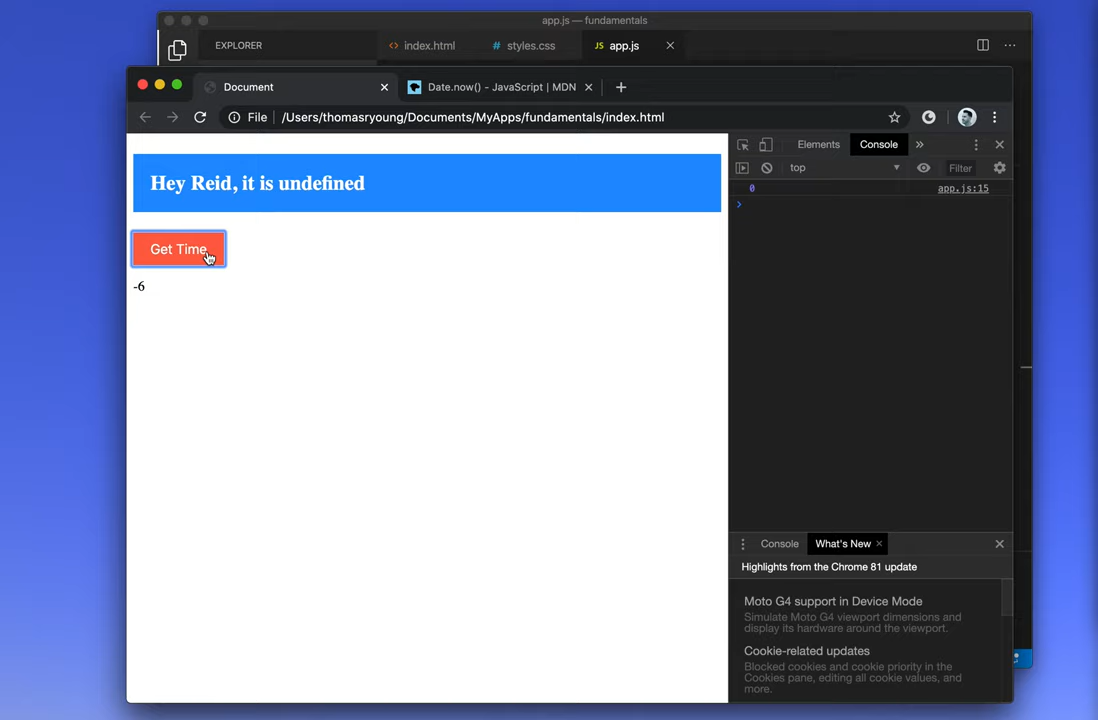 app.js — fundamentals
EXPLORER
<> index.html
# styles.css
JS app.js
Document
Date.now() - JavaScript | MDN
File
/Users/thomasryoung/Documents/MyApps/fundamentals/index.html
Elements
Console
»
top
Filter
0
app.js:15
Hey Reid, it is undefined
Get Time
-6
Console
What's New
Highlights from the Chrome 81 update
Moto G4 support in Device Mode
Simulate Moto G4 viewport dimensions and
display its hardware around the viewport.
Cookie-related updates
Blocked cookies and cookie priority in the
Cookies pane, editing all cookie values, and
more.